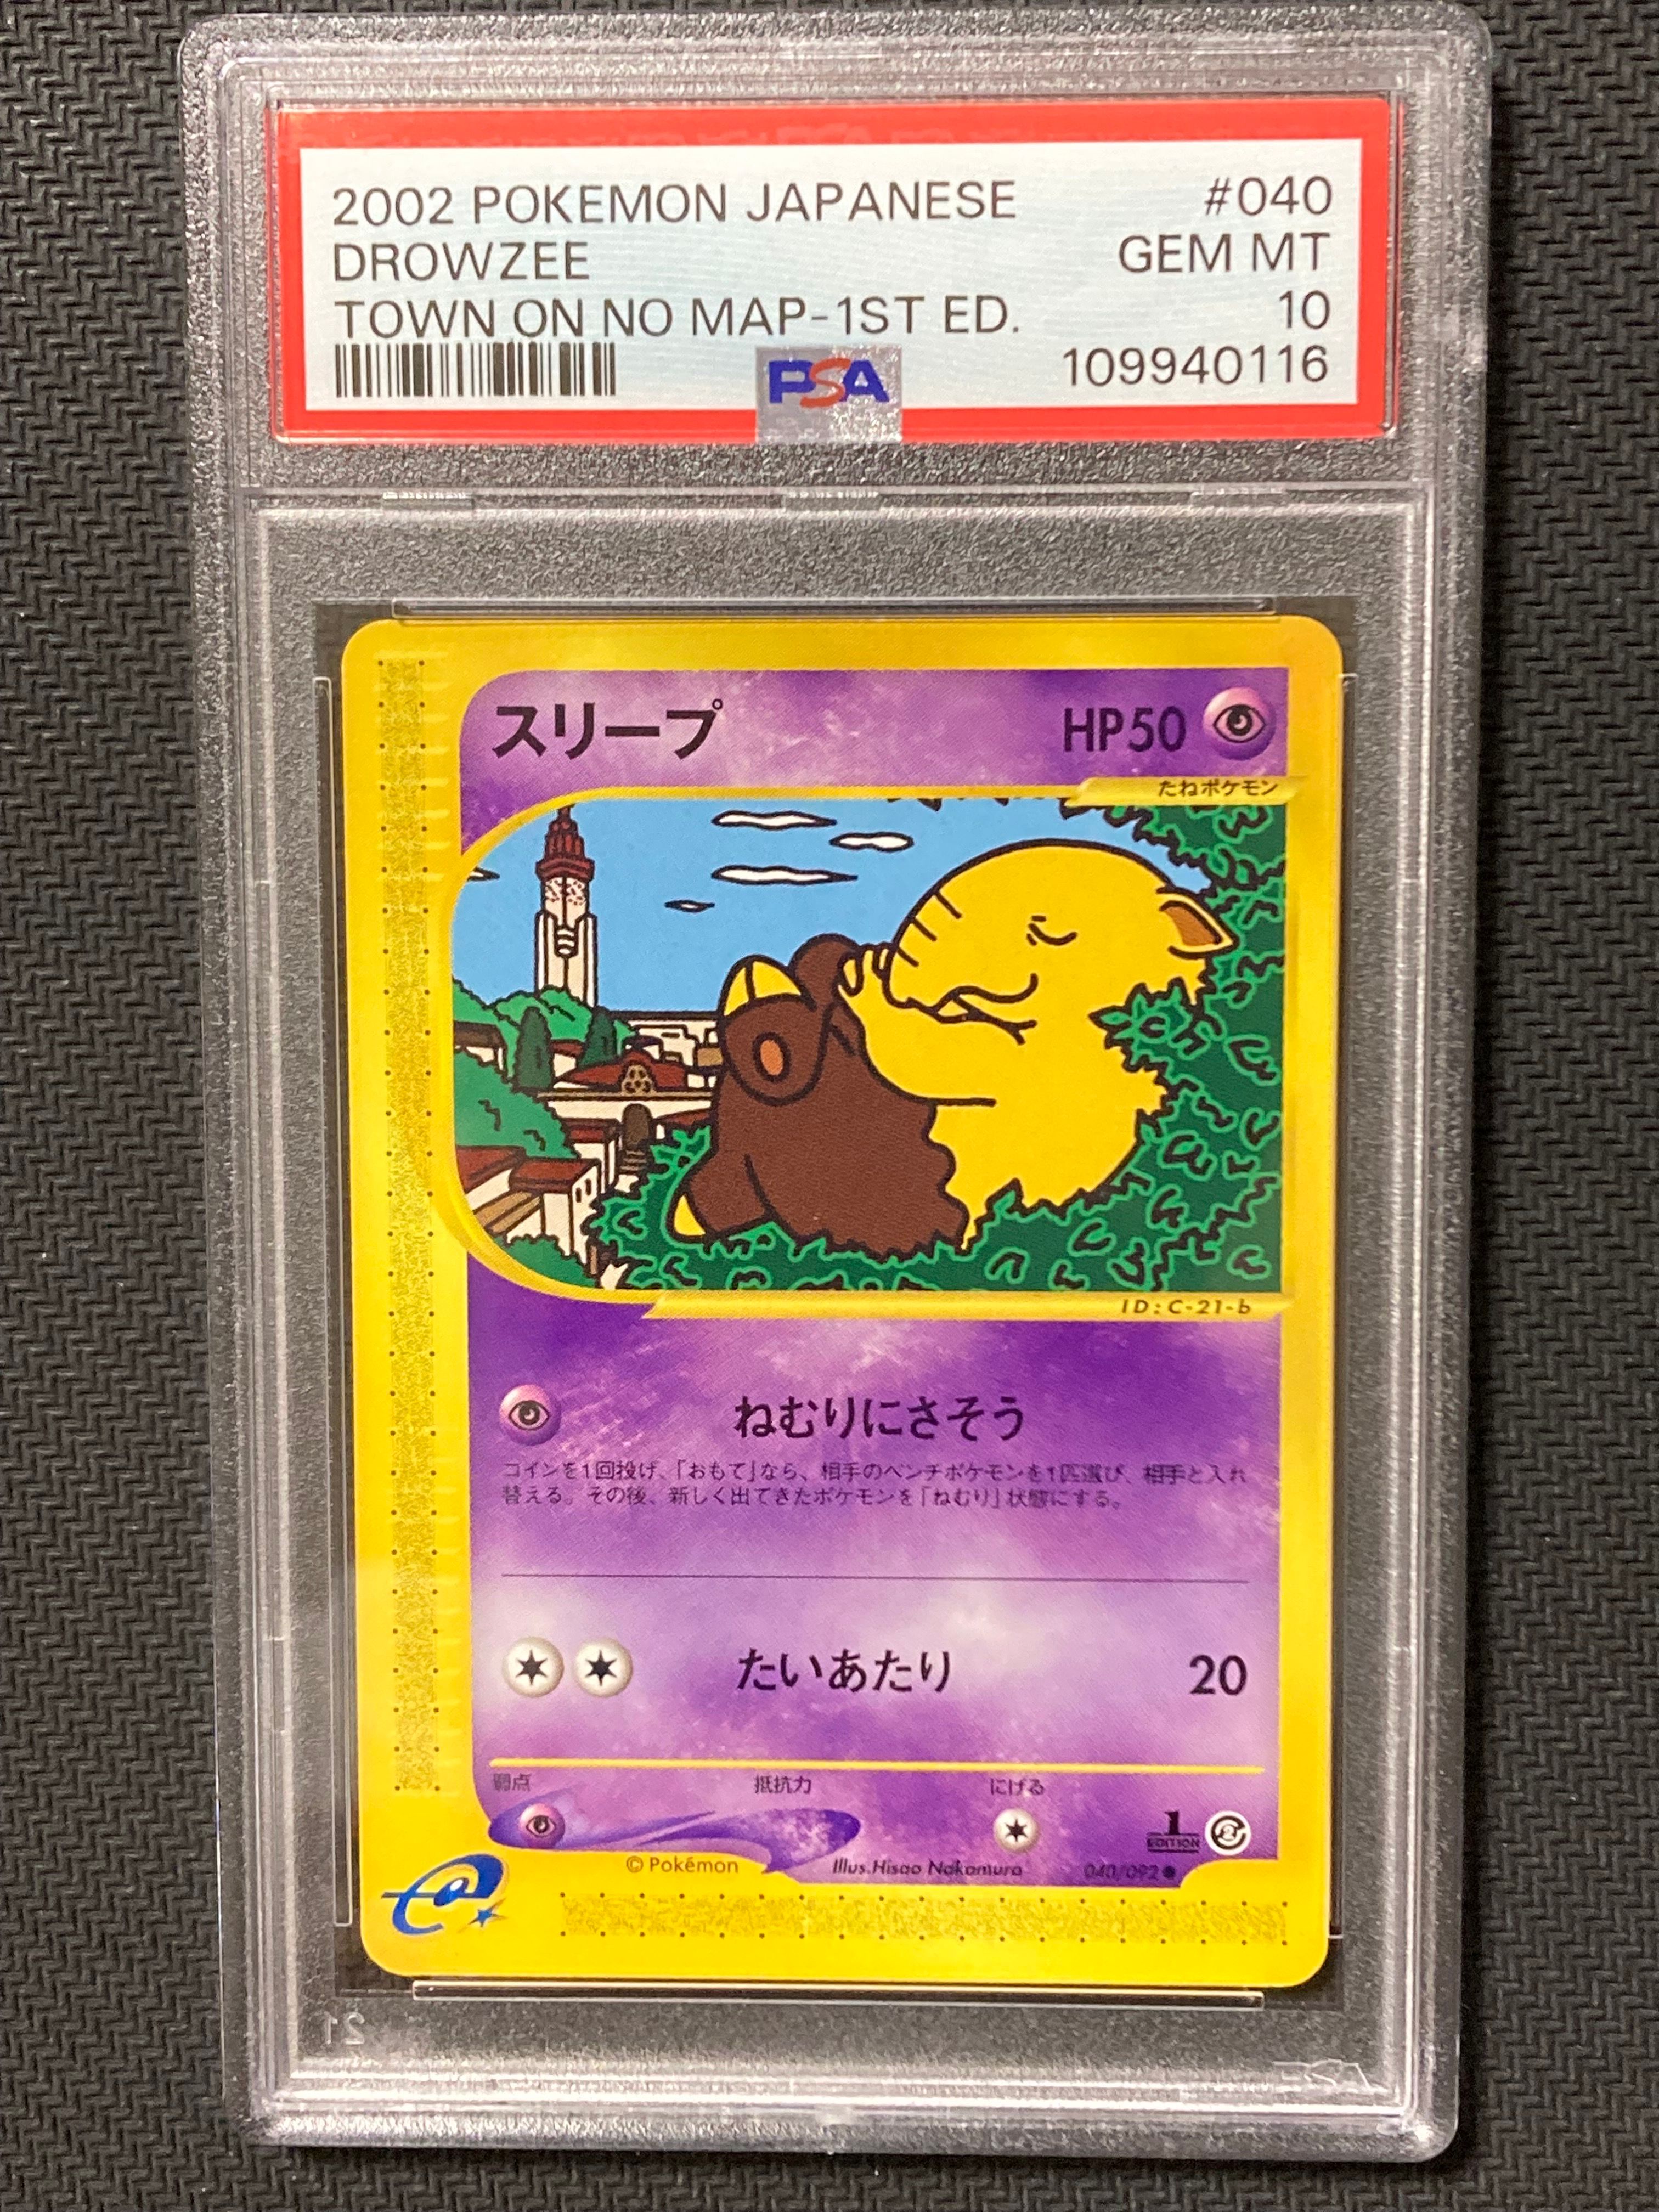 2002 POKEMON JAPANESE #040
DROWZEE GEM MT
TOWN ON NO MAP-1ST ED. 10
PSA 109940116
スリープ HP50
たねポケモン
ID:C-21-b
ねむりにさそう
コインを1回投げ、「おもて」なら、相手のベンチポケモンを1匹選び、相手と入れ
替える。その後、新しく出てきたポケモンを「ねむり」状態にする。
たいあたり 20
弱点 抵抗力 にげる
1
EDITION
© Pokémon Illus.Hisao Nakamura 040/092
e